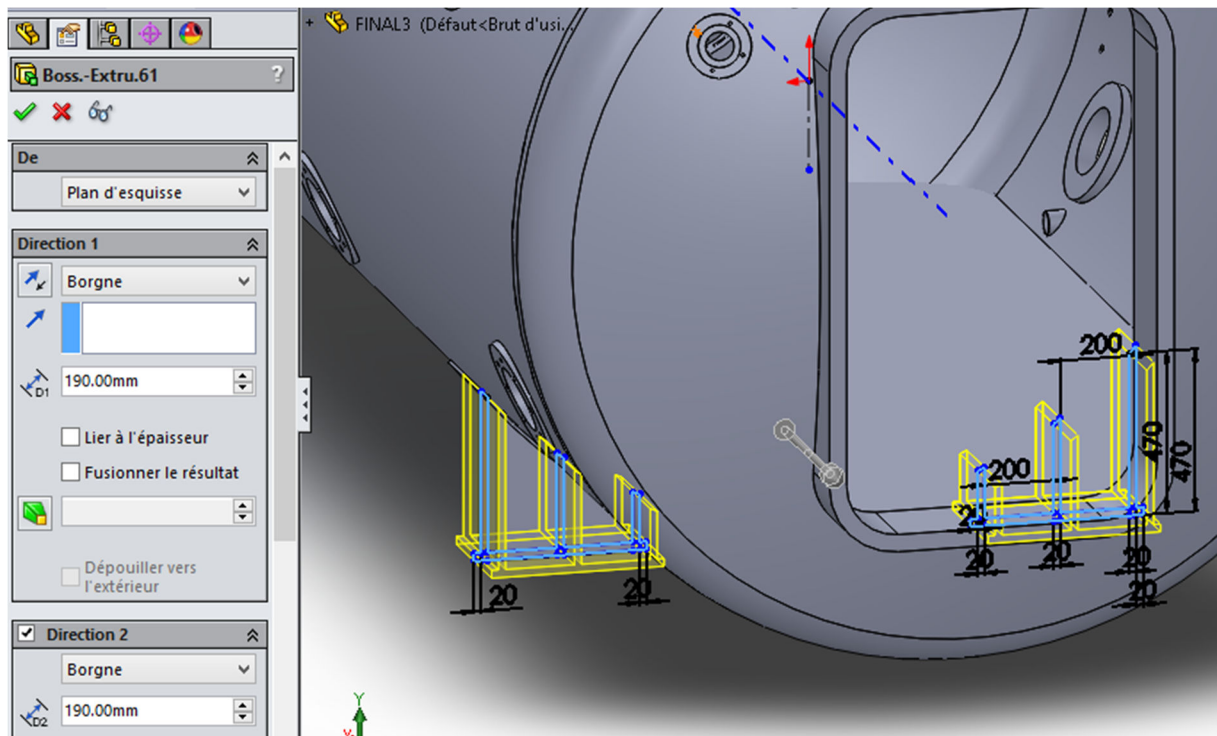 FINAL3 (Défaut<Brut d'usi...
Boss.-Extru.61
?
De
Plan d'esquisse
Direction 1
Borgne
D1
190.00mm
Lier à l'épaisseur
Fusionner le résultat
Dépouiller vers
l'extérieur
Direction 2
Borgne
D2
190.00mm
200
470
470
200
20
20
20
20
20
20
Y